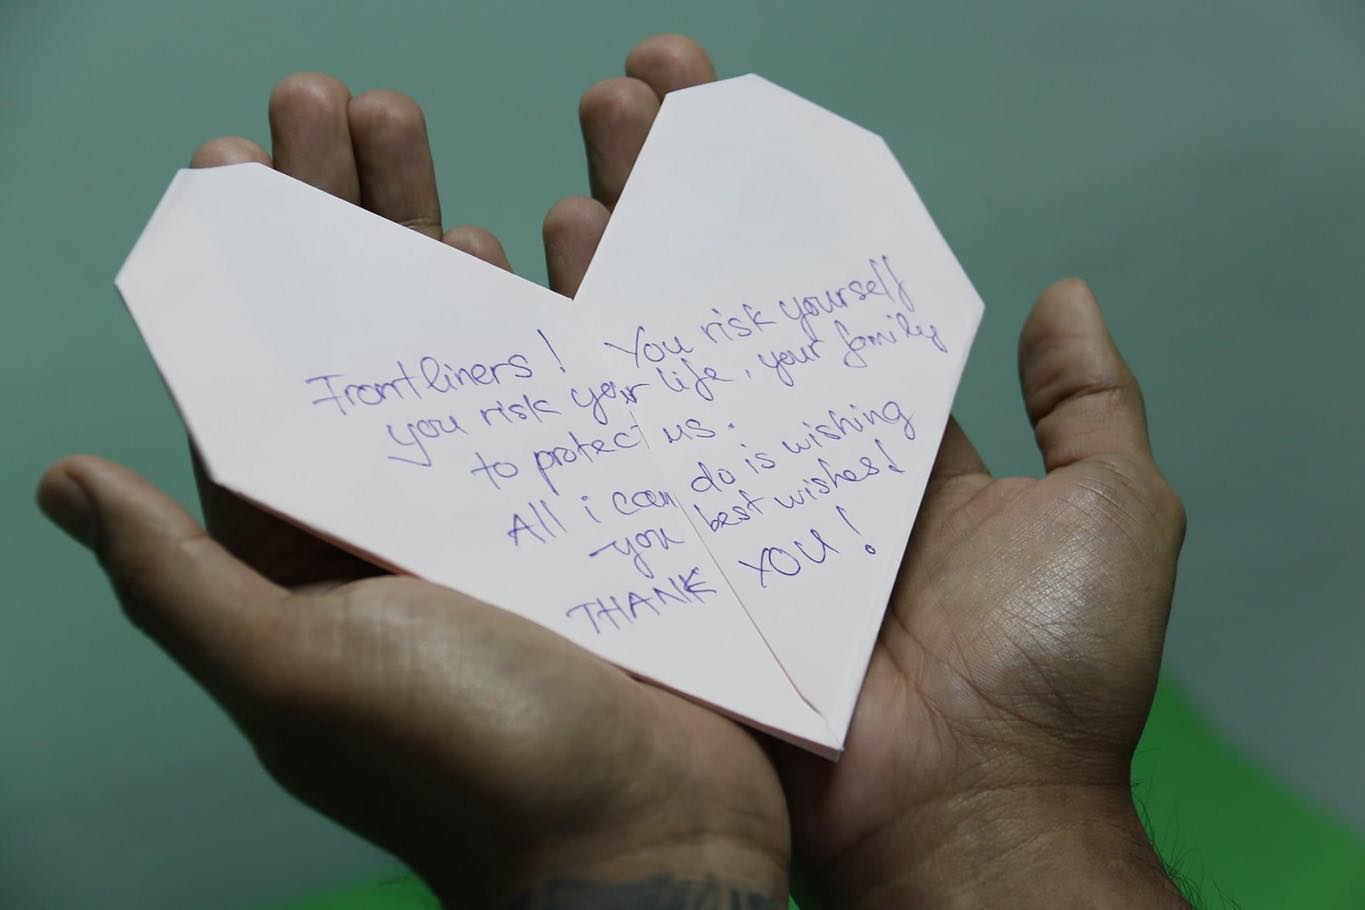 Frontliners! You risk yourself
you risk your life, your family
to protect us.
All i can do is wishing
you best wishes!
THANK YOU!